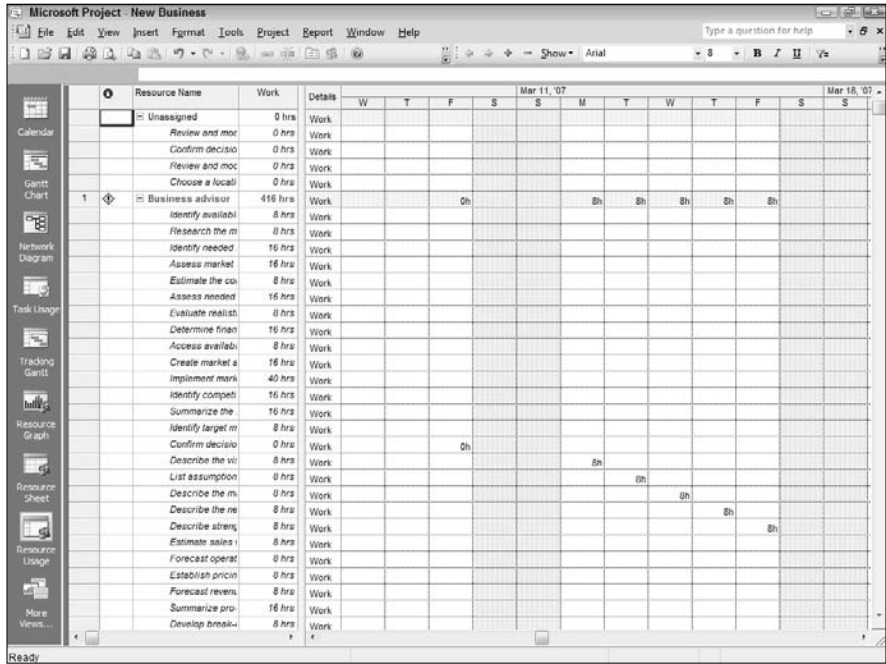 Microsoft Project - New Business
File Edit View Insert Format Tools Project Report Window Help Type a question for help
Show Arial 8 B I U
Resource Name Work Details Mar 11, '07 Mar 18, '07
W T F S S M T W T F S S
Unassigned 0 hrs Work
Review and moc 0 hrs Work
Confirm decisio 0 hrs Work
Review and moc 0 hrs Work
Choose a locati 0 hrs Work
1 Business advisor 416 hrs Work 0h 8h 8h 8h 8h 8h
Identify availabl 8 hrs Work
Research the m 8 hrs Work
Identify needed 16 hrs Work
Assess market 16 hrs Work
Estimate the co 8 hrs Work
Assess needed 16 hrs Work
Evaluate realist 8 hrs Work
Determine finan 16 hrs Work
Access availabl 8 hrs Work
Create market a 16 hrs Work
Implement mark 40 hrs Work
Identify competi 16 hrs Work
Summarize the 16 hrs Work
Identify target m 8 hrs Work
Confirm decisio 0 hrs Work 0h
Describe the vi 8 hrs Work 8h
List assumption 8 hrs Work 8h
Describe the m 8 hrs Work 8h
Describe the ne 8 hrs Work 8h
Describe streng 8 hrs Work 8h
Estimate sales 8 hrs Work
Forecast operat 8 hrs Work
Establish pricin 8 hrs Work
Forecast revenu 8 hrs Work
Summarize pro- 16 hrs Work
Develop break- 8 hrs Work
Calendar
Gantt
Chart
Network
Diagram
Task Usage
Tracking
Gantt
Resource
Graph
Resource
Sheet
Resource
Usage
More
Views...
Ready